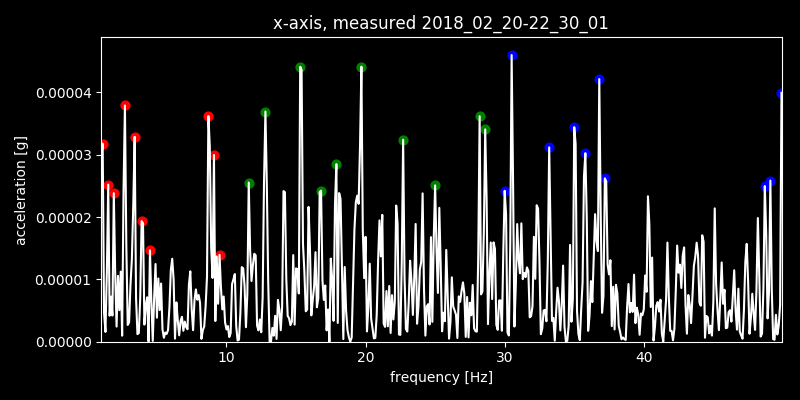 x-axis, measured 2018_02_20-22_30_01
0.00004
0.00003
0.00002
0.00001
0.00000
acceleration [g]
10 20 30 40
frequency [Hz]